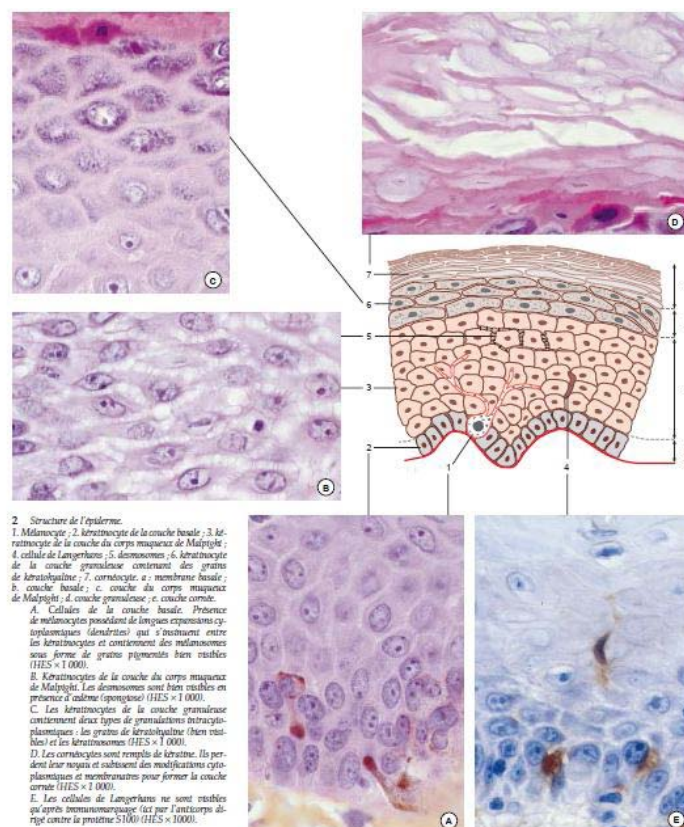 C
D
7
6
5
3
2
1
4
B
2 Structure de l'épiderme.
1. Mélanocyte ; 2. kératinocyte de la couche basale ; 3. ké-
ratinocyte de la couche du corps muqueux de Malpighi ;
4. cellule de Langerhans ; 5. desmosomes ; 6. kératinocyte
de la couche granuleuse contenant des grains
de kératohyaline ; 7. cornéocyte. a : membrane basale ;
b. couche basale ; c. couche du corps muqueux
de Malpighi ; d. couche granuleuse ; e. couche cornée.
A. Cellules de la couche basale. Présence
de mélanocytes possédant de longues expansions cy-
toplasmiques (dendrites) qui s'insinuent entre
les kératinocytes et contiennent des mélanosomes
sous forme de grains pigmentés bien visibles
(HES × 1 000).
B. Kératinocytes de la couche du corps muqueux
de Malpighi. Les desmosomes sont bien visibles en
présence d'œdème (spongiose) (HES × 1 000).
C. Les kératinocytes de la couche granuleuse
contiennent deux types de granulations intracyto-
plasmiques : les grains de kératohyaline (bien visi-
bles) et les kératinosomes (HES × 1 000).
D. Les cornéocytes sont remplis de kératine. Ils per-
dent leur noyau et subissent des modifications cyto-
plasmiques et membranaires pour former la couche
cornée (HES × 1 000).
E. Les cellules de Langerhans ne sont visibles
qu'après immunomarquage (ici par l'anticorps di-
rigé contre la protéine S100) (HES × 1000).
A
E